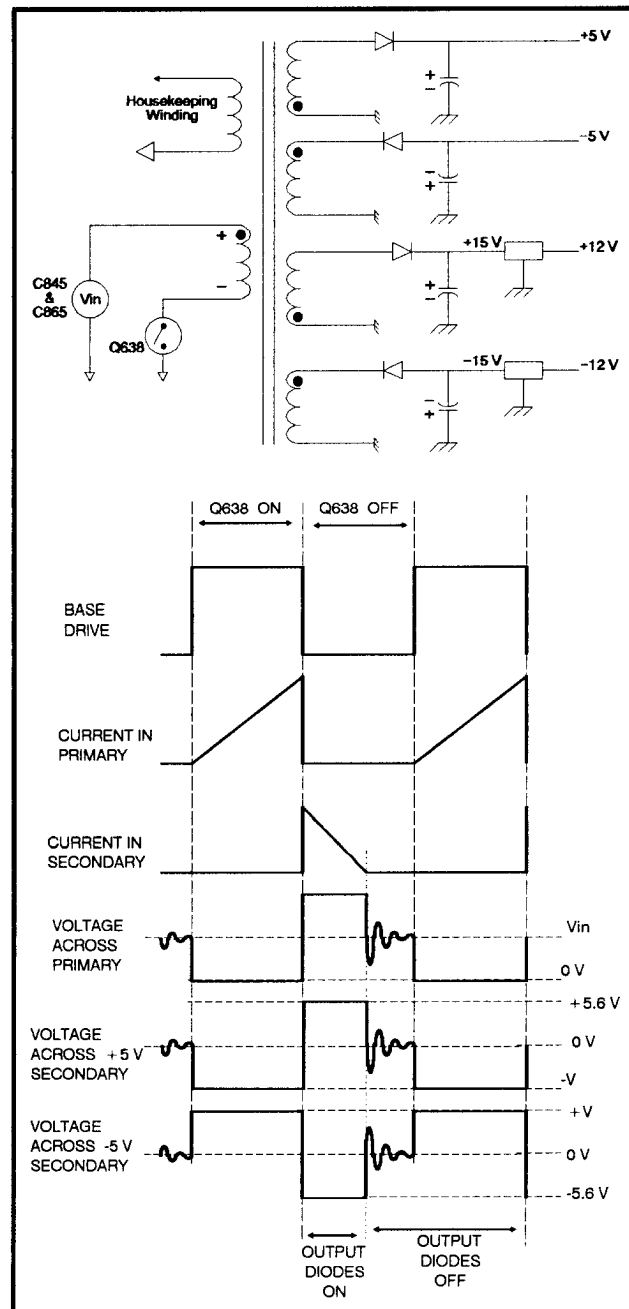 +5 V
+
−
Housekeeping
Winding
−5 V
−
+
+
−
+15 V
+12V
C845
&
C865
Vin
Q638
+
−
−15 V
−12V
−
+
Q638 ON
Q638 OFF
BASE
DRIVE
CURRENT IN
PRIMARY
CURRENT IN
SECONDARY
VOLTAGE
ACROSS
PRIMARY
Vin
0 V
+5.6 V
VOLTAGE
ACROSS +5 V
SECONDARY
0 V
-V
VOLTAGE
ACROSS -5 V
SECONDARY
+V
0 V
-5.6 V
OUTPUT
DIODES
ON
OUTPUT
DIODES
OFF